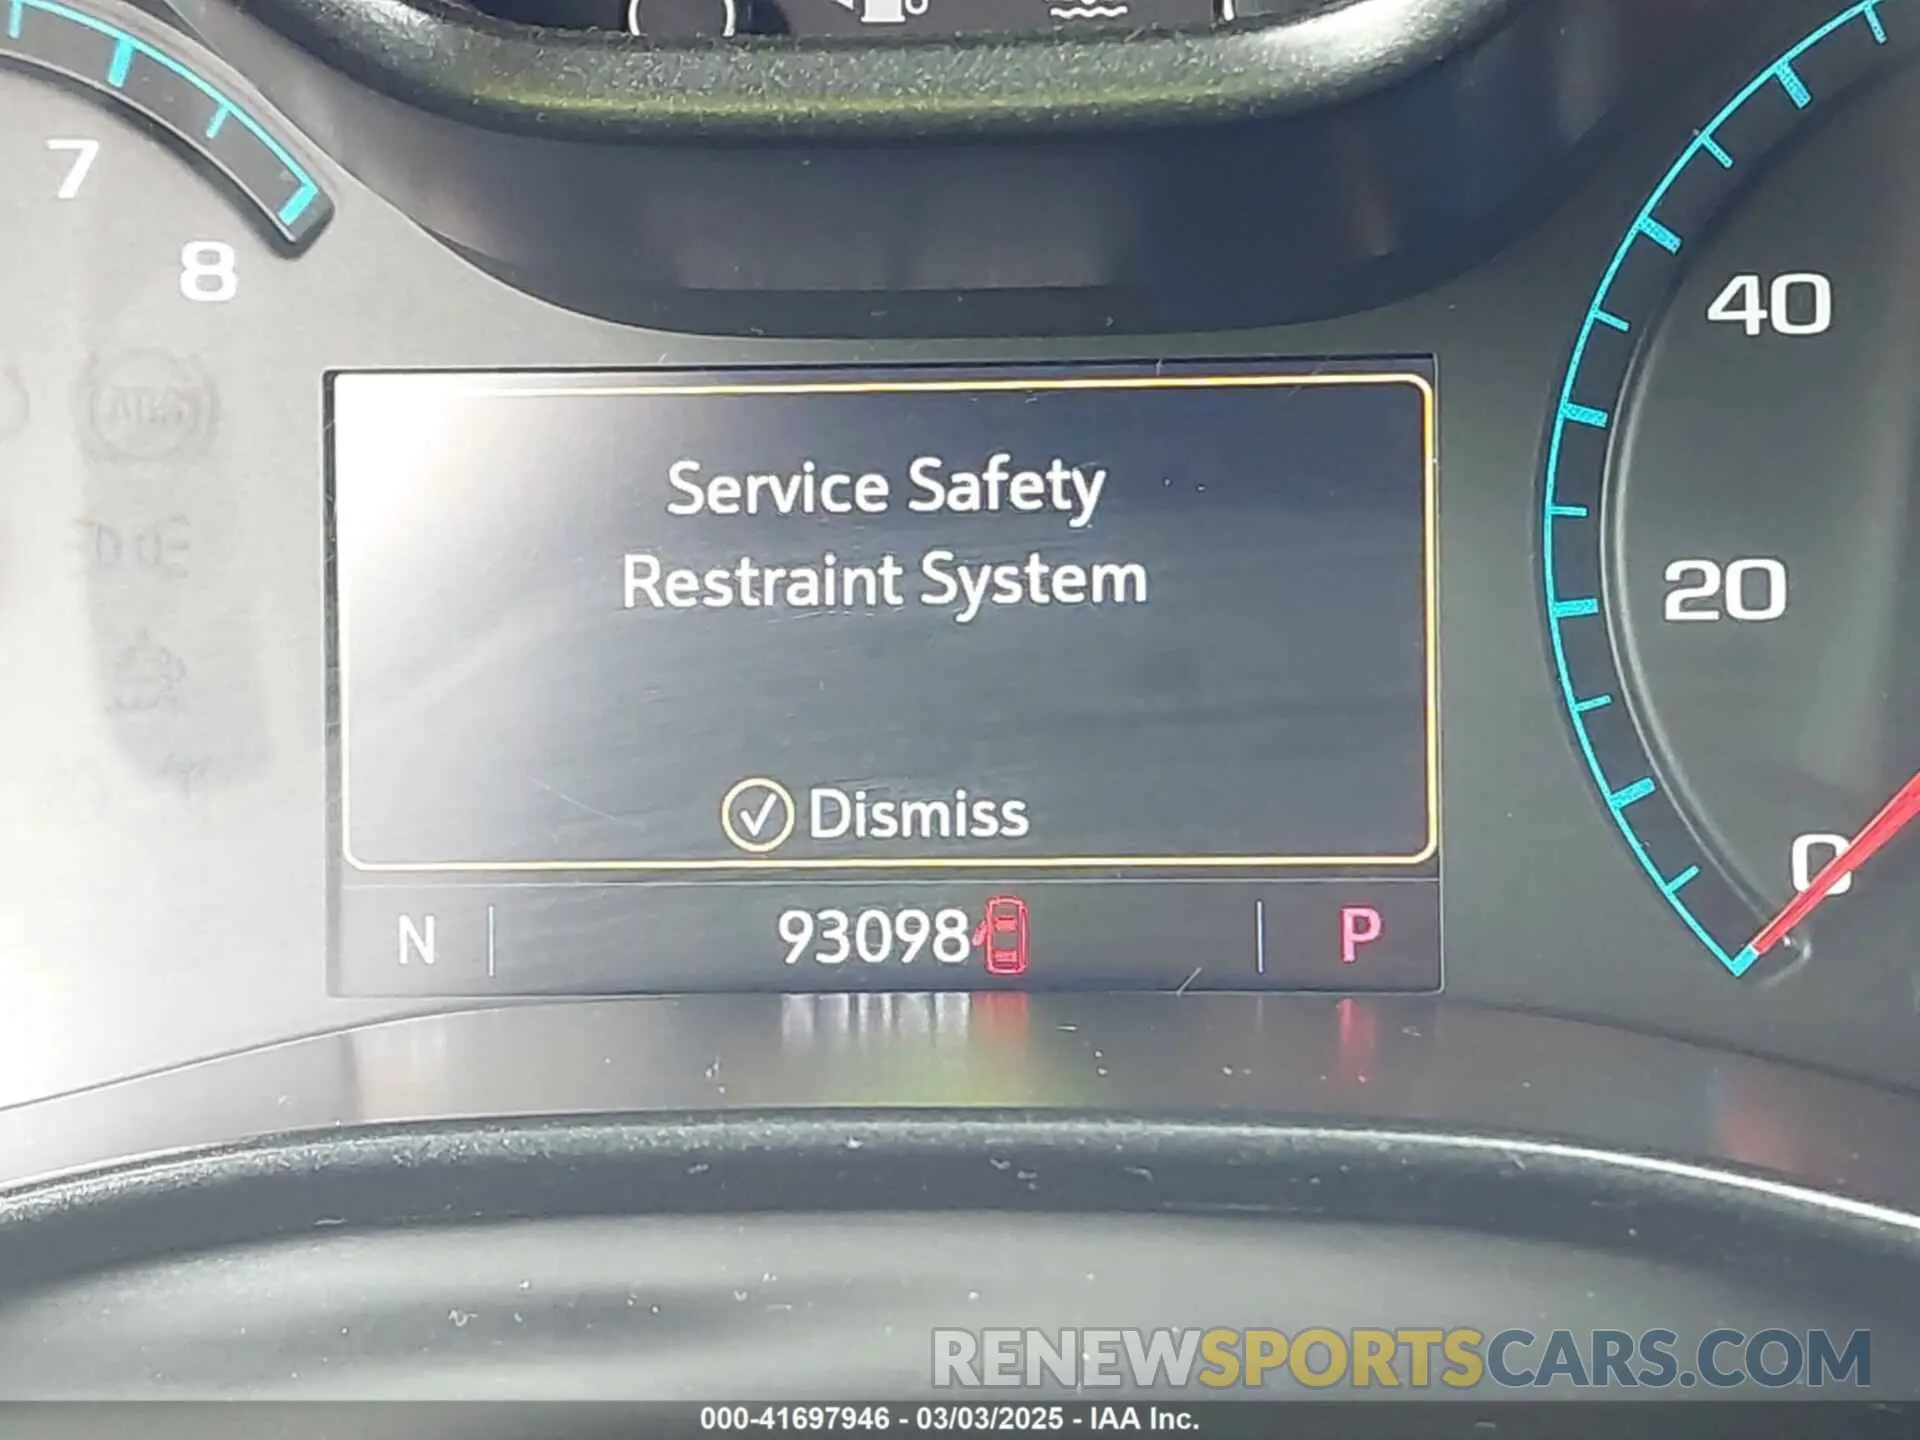 7
8
40
20
0
Service Safety
Restraint System
Dismiss
N 93098 P
RENEWSPORTSCARS.COM
000-41697946 - 03/03/2025 - IAA Inc.